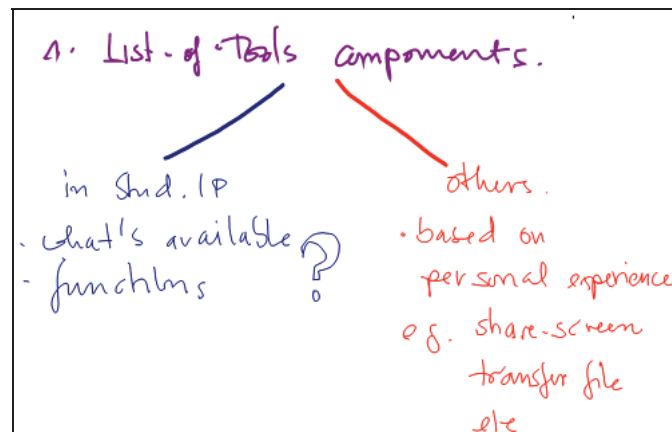 1. List-of-Tools components.
in Stud.IP
· what's available
- functions ?
others.
· based on
personal experience
e.g. share-screen
transfer file
etc